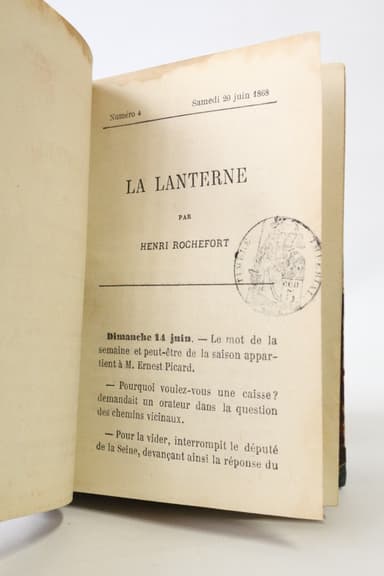 Numéro 4 Samedi 20 juin 1868
LA LANTERNE
PAR
HENRI ROCHEFORT
Dimanche 14 juin. — Le mot de la
semaine et peut-être de la saison appar-
tient à M. Ernest Picard.
— Pourquoi voulez-vous une caisse?
demandait un orateur dans la question
des chemins vicinaux.
— Pour la vider, interrompit le député
de la Seine, devançant ainsi la réponse du